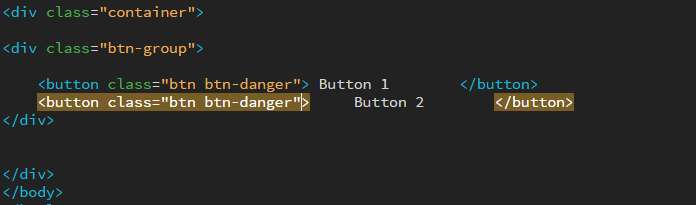 <div class="container">
<div class="btn-group">
<button class="btn btn-danger"> Button 1 </button>
<button class="btn btn-danger"> Button 2 </button>
</div>
</div>
</body>